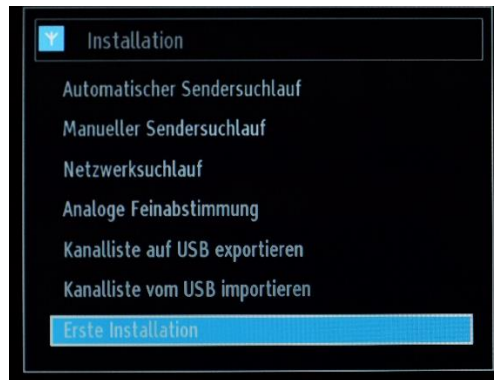 Installation
Automatischer Sendersuchlauf
Manueller Sendersuchlauf
Netzwerksuchlauf
Analoge Feinabstimmung
Kanalliste auf USB exportieren
Kanalliste vom USB importieren
Erste Installation